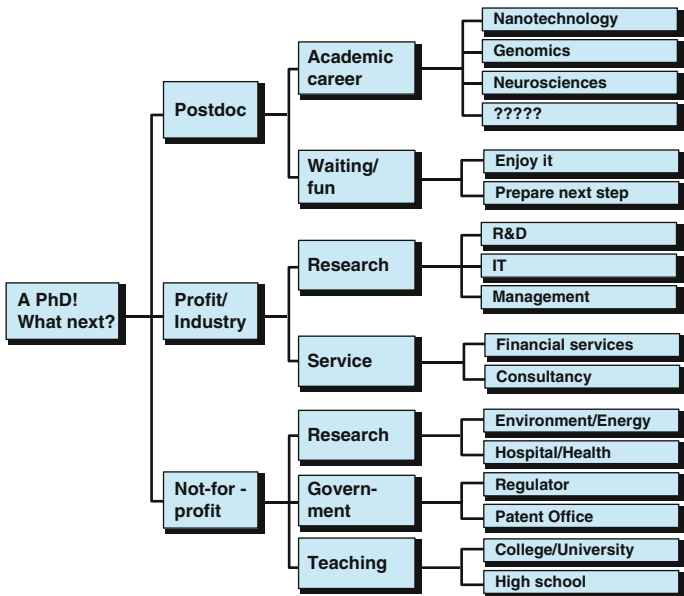 A PhD!
What next?
Postdoc
Academic
career
Nanotechnology
Genomics
Neurosciences
?????
Waiting/
fun
Enjoy it
Prepare next step
Profit/
Industry
Research
R&D
IT
Management
Service
Financial services
Consultancy
Not-for -
profit
Research
Environment/Energy
Hospital/Health
Govern-
ment
Regulator
Patent Office
Teaching
College/University
High school